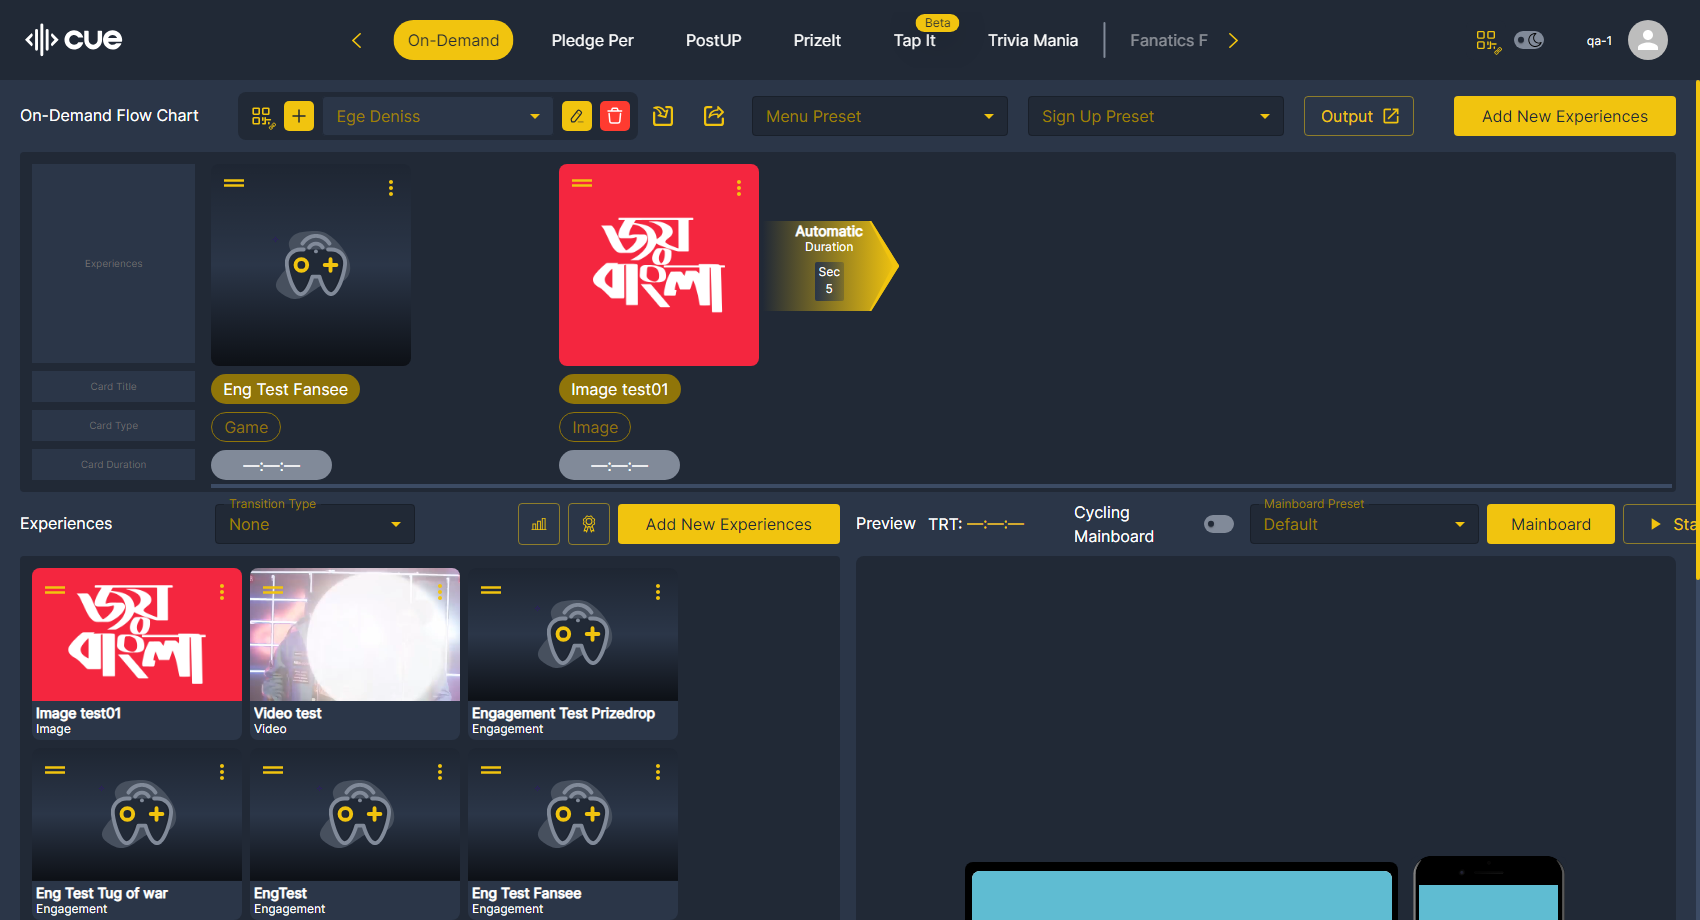 cue
On-Demand
Pledge Per
PostUP
PrizeIt
Tap It
Beta
Trivia Mania
Fanatics F
qa-1
On-Demand Flow Chart
Ege Deniss
Menu Preset
Sign Up Preset
Output
Add New Experiences
Experiences
জয়
বাংলা
Automatic
Duration
Sec
5
Card Title
Eng Test Fansee
Image test01
Card Type
Game
Image
Card Duration
—:—:—
—:—:—
Experiences
Transition Type
None
Add New Experiences
Preview
TRT: —:—:—
Cycling
Mainboard
Mainboard Preset
Default
Mainboard
Sta
জয়
বাংলা
Image test01
Image
Video test
Video
Engagement Test Prizedrop
Engagement
Eng Test Tug of war
Engagement
EngTest
Engagement
Eng Test Fansee
Engagement